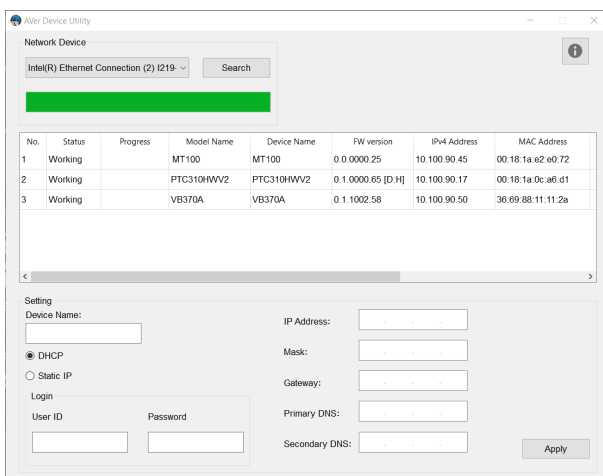 AVer Device Utility
Network Device
Intel(R) Ethernet Connection (2) I219-
Search
No. Status Progress Model Name Device Name FW version IPv4 Address MAC Address
1 Working MT100 MT100 0.0.0000.25 10.100.90.45 00:18:1a:e2:e0:72
2 Working PTC310HWV2 PTC310HWV2 0.1.0000.65 [D:H] 10.100.90.17 00:18:1a:0c:a6:d1
3 Working VB370A VB370A 0.1.1002.58 10.100.90.50 36:69:88:11:11:2a
Setting
Device Name:
DHCP
Static IP
Login
User ID Password
IP Address:
Mask:
Gateway:
Primary DNS:
Secondary DNS:
Apply